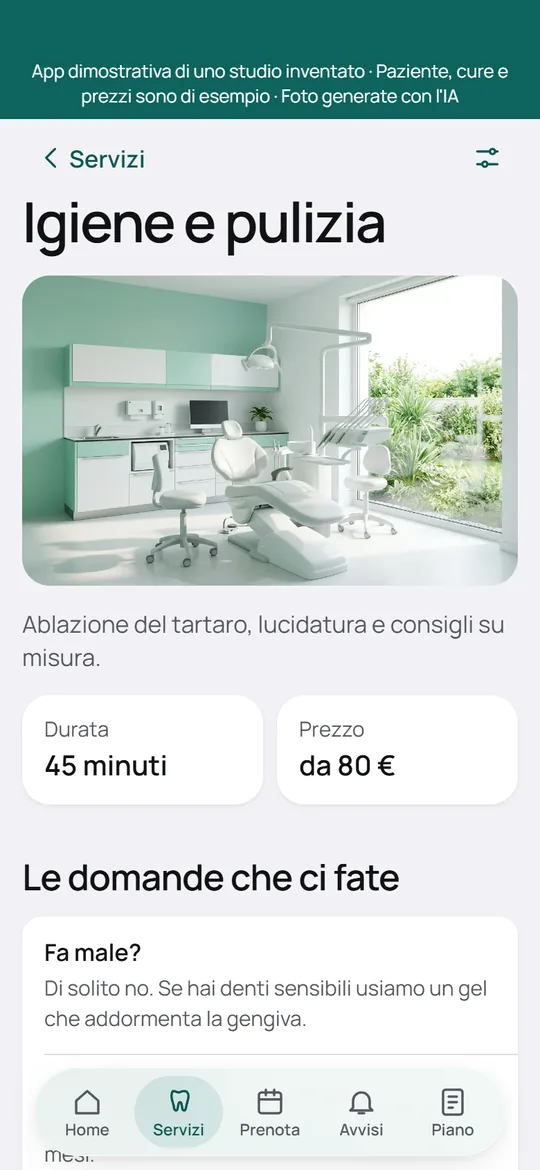 App dimostrativa di uno studio inventato · Paziente, cure e
prezzi sono di esempio · Foto generate con l'IA
Servizi
Igiene e pulizia
Ablazione del tartaro, lucidatura e consigli su
misura.
Durata
45 minuti
Prezzo
da 80 €
Le domande che ci fate
Fa male?
Di solito no. Se hai denti sensibili usiamo un gel
che addormenta la gengiva.
Home
Servizi
Prenota
Avvisi
Piano
mesi.